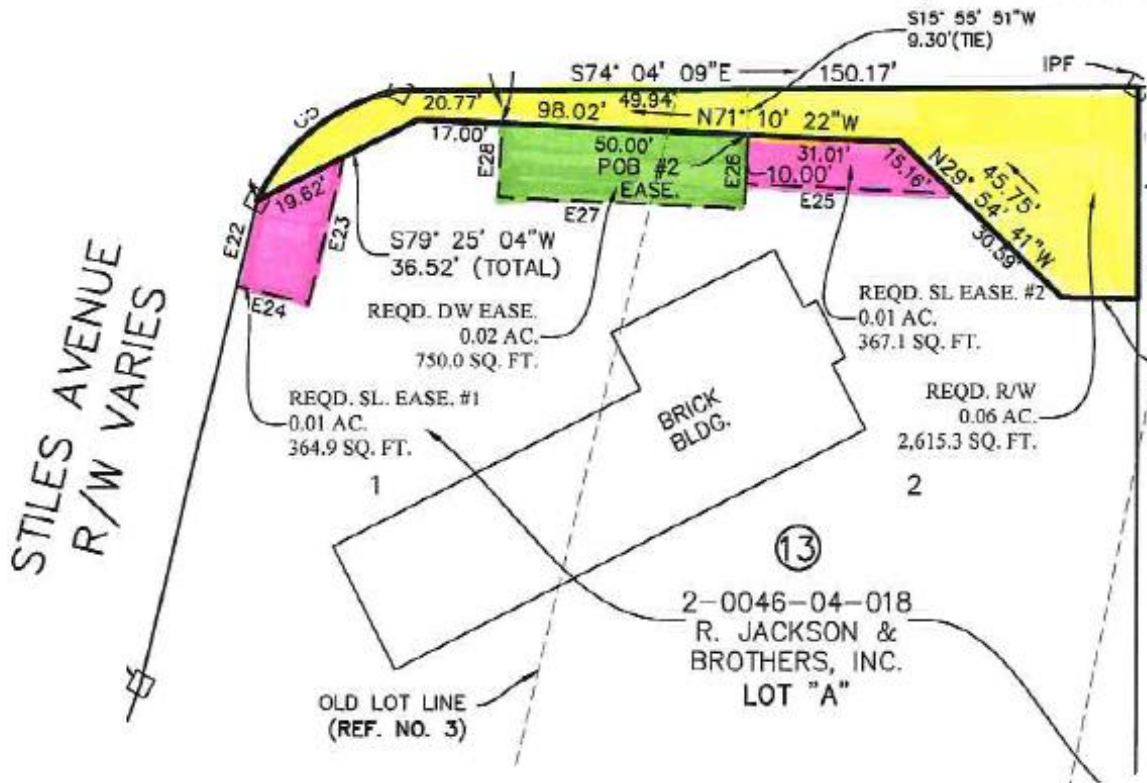 S15° 55' 51"W
9.30'(TIE)
IPF
S74° 04' 09"E 150.17'
C9
20.77'
98.02'
49.94'
N71° 10' 22"W
17.00'
E28
50.00'
POB #2
EASE.
E26
10.00'
31.01'
15.16'
N29° 54' 41"W
45.75'
30.59'
E27
E25
19.62'
E22
E23
E24
S79° 25' 04"W
36.52' (TOTAL)
REQD. DW EASE.
0.02 AC.
750.0 SQ. FT.
REQD. SL EASE. #2
0.01 AC.
367.1 SQ. FT.
REQD. SL. EASE. #1
0.01 AC.
364.9 SQ. FT.
REQD. R/W
0.06 AC.
2,615.3 SQ. FT.
STILES AVENUE
R/W VARIES
BRICK
BLDG.
1
2
13
2-0046-04-018
R. JACKSON &
BROTHERS, INC.
LOT "A"
OLD LOT LINE
(REF. NO. 3)